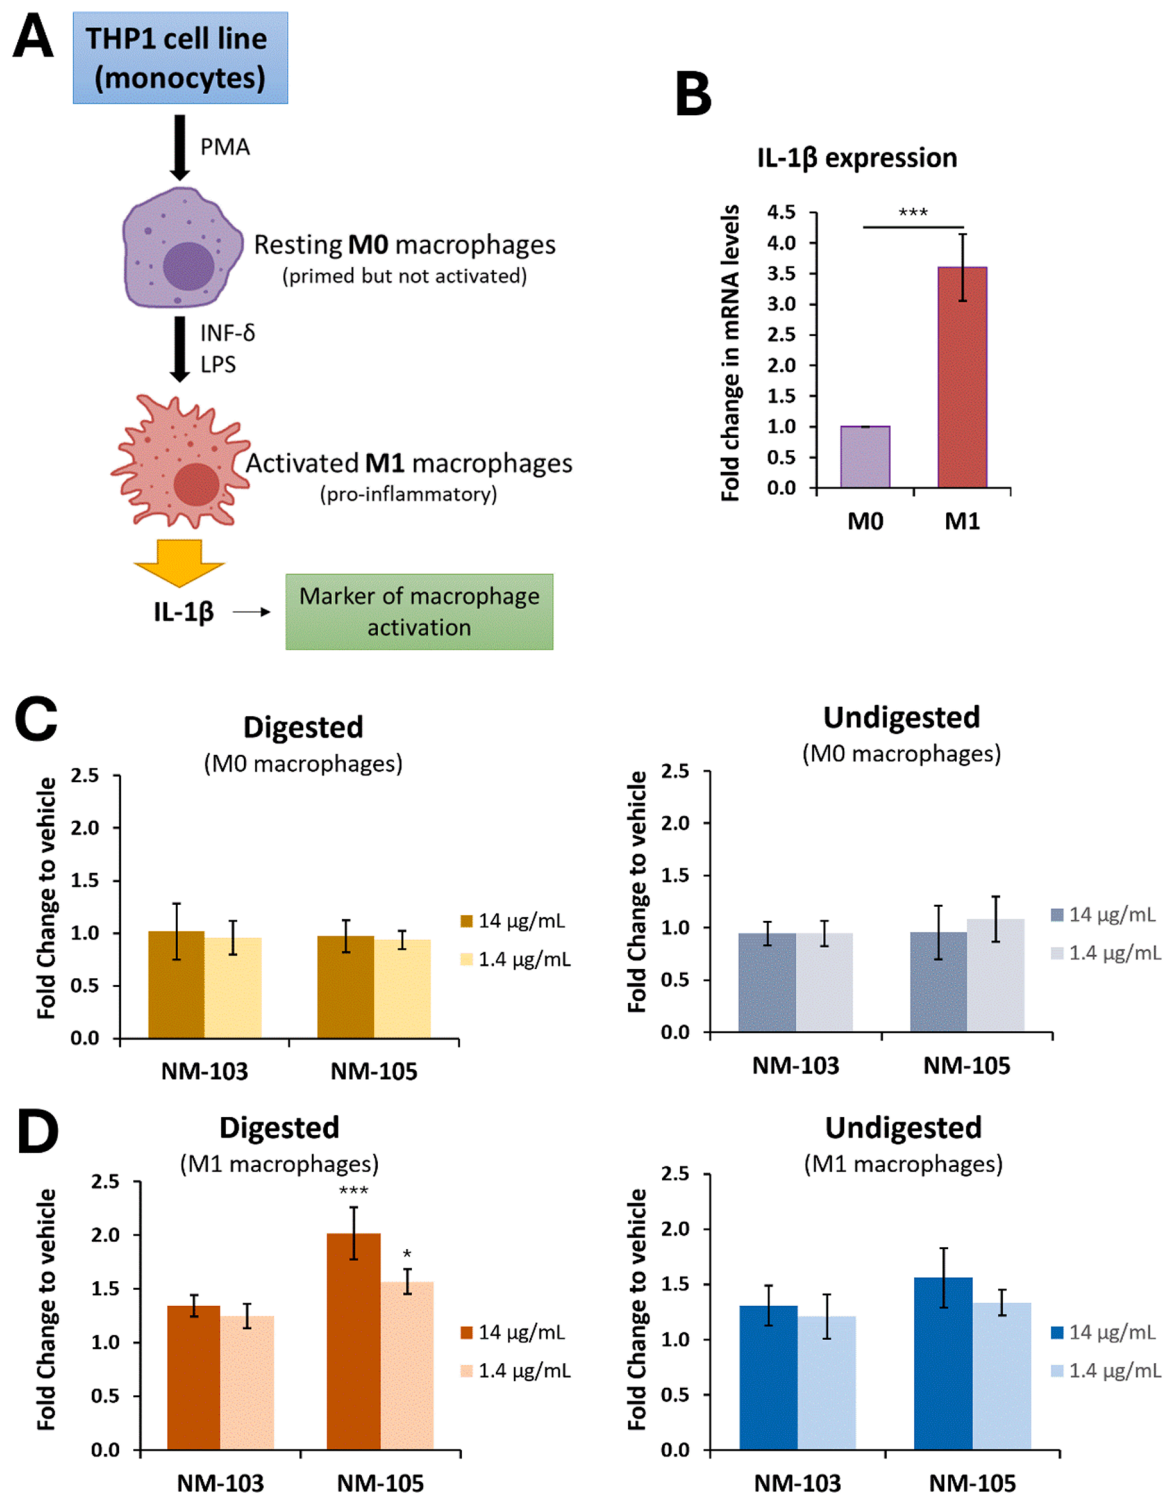 A
THP1 cell line
(monocytes)
PMA
Resting M0 macrophages
(primed but not activated)
INF-δ
LPS
Activated M1 macrophages
(pro-inflammatory)
IL-1β
Marker of macrophage
activation
B
IL-1β expression
Fold change in mRNA levels
4.5
4.0
3.5
3.0
2.5
2.0
1.5
1.0
0.5
0.0
***
M0
M1
C
Digested
(M0 macrophages)
Fold Change to vehicle
2.5
2.0
1.5
1.0
0.5
0.0
NM-103
NM-105
14 µg/mL
1.4 µg/mL
Undigested
(M0 macrophages)
Fold Change to vehicle
2.5
2.0
1.5
1.0
0.5
0.0
NM-103
NM-105
14 µg/mL
1.4 µg/mL
D
Digested
(M1 macrophages)
Fold Change to vehicle
2.5
2.0
1.5
1.0
0.5
0.0
***
*
NM-103
NM-105
14 µg/mL
1.4 µg/mL
Undigested
(M1 macrophages)
Fold Change to vehicle
2.5
2.0
1.5
1.0
0.5
0.0
NM-103
NM-105
14 µg/mL
1.4 µg/mL